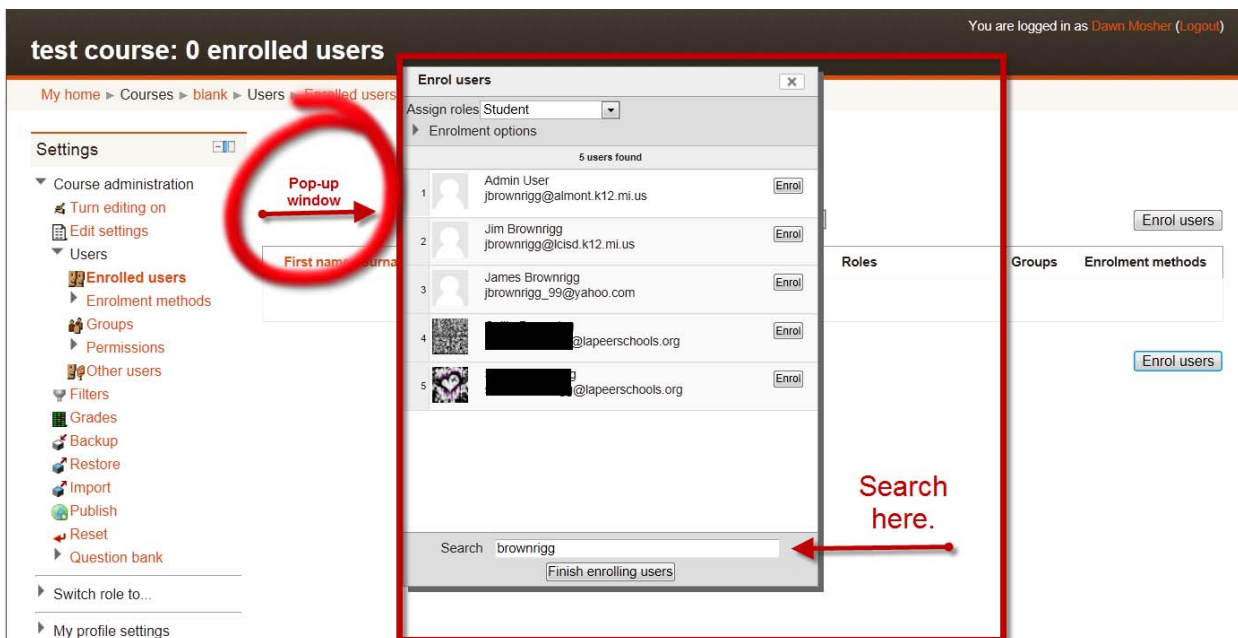 You are logged in as Dawn Mosher (Logout)
test course: 0 enrolled users
My home ► Courses ► blank ► Users ► Enrolled users
Settings
Course administration
Turn editing on
Edit settings
Users
Enrolled users
Enrolment methods
Groups
Permissions
Other users
Filters
Grades
Backup
Restore
Import
Publish
Reset
Question bank
Switch role to...
My profile settings
Pop-up
window
Enrol users
First name
Roles
Groups
Enrolment methods
Enrol users
Enrol users
x
Assign roles Student
Enrolment options
5 users found
1
Admin User
jbrownrigg@almont.k12.mi.us
Enrol
2
Jim Brownrigg
jbrownrigg@lcisd.k12.mi.us
Enrol
3
James Brownrigg
jbrownrigg_99@yahoo.com
Enrol
4
@lapeerschools.org
Enrol
5
@lapeerschools.org
Enrol
Search brownrigg
Finish enrolling users
Search
here.